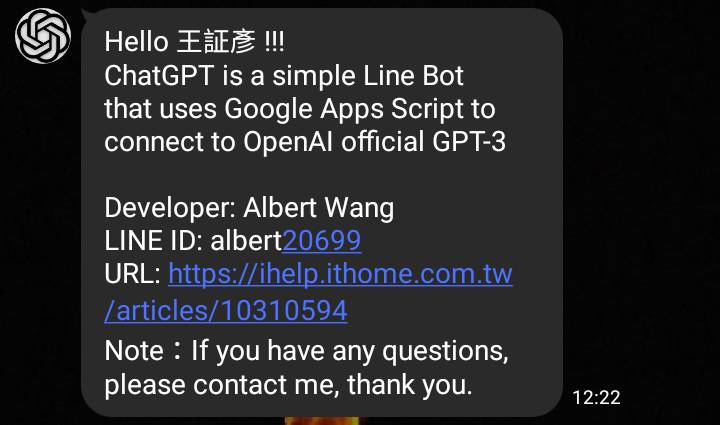 Hello 王証彥 !!!
ChatGPT is a simple Line Bot
that uses Google Apps Script to
connect to OpenAI official GPT-3
Developer: Albert Wang
LINE ID: albert20699
URL: https://ihelp.ithome.com.tw
/articles/10310594
Note：If you have any questions,
please contact me, thank you.
12:22